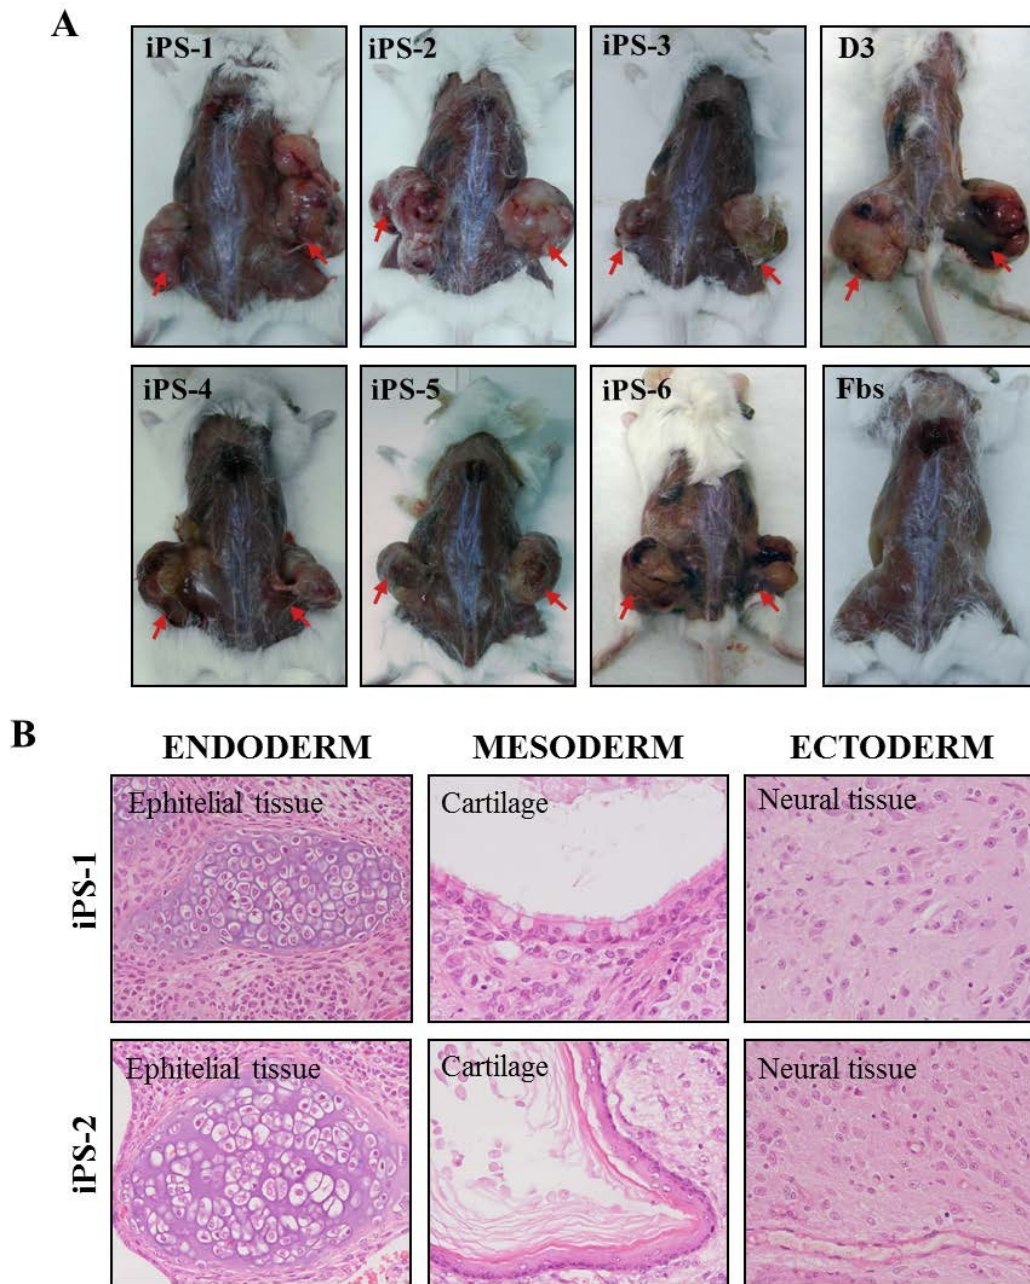 A
iPS-1
iPS-2
iPS-3
D3
iPS-4
iPS-5
iPS-6
Fbs
B
ENDODERM
MESODERM
ECTODERM
iPS-1
Ephitelial tissue
Cartilage
Neural tissue
iPS-2
Ephitelial tissue
Cartilage
Neural tissue